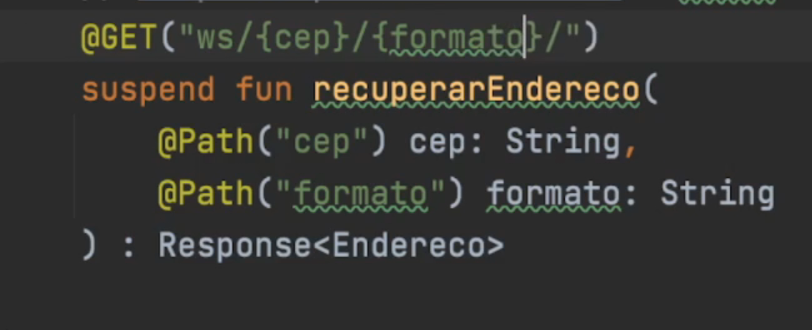 @GET("ws/{cep}/{formato}/")
suspend fun recuperarEndereco(
@Path("cep") cep: String,
@Path("formato") formato: String
) : Response<Endereco>